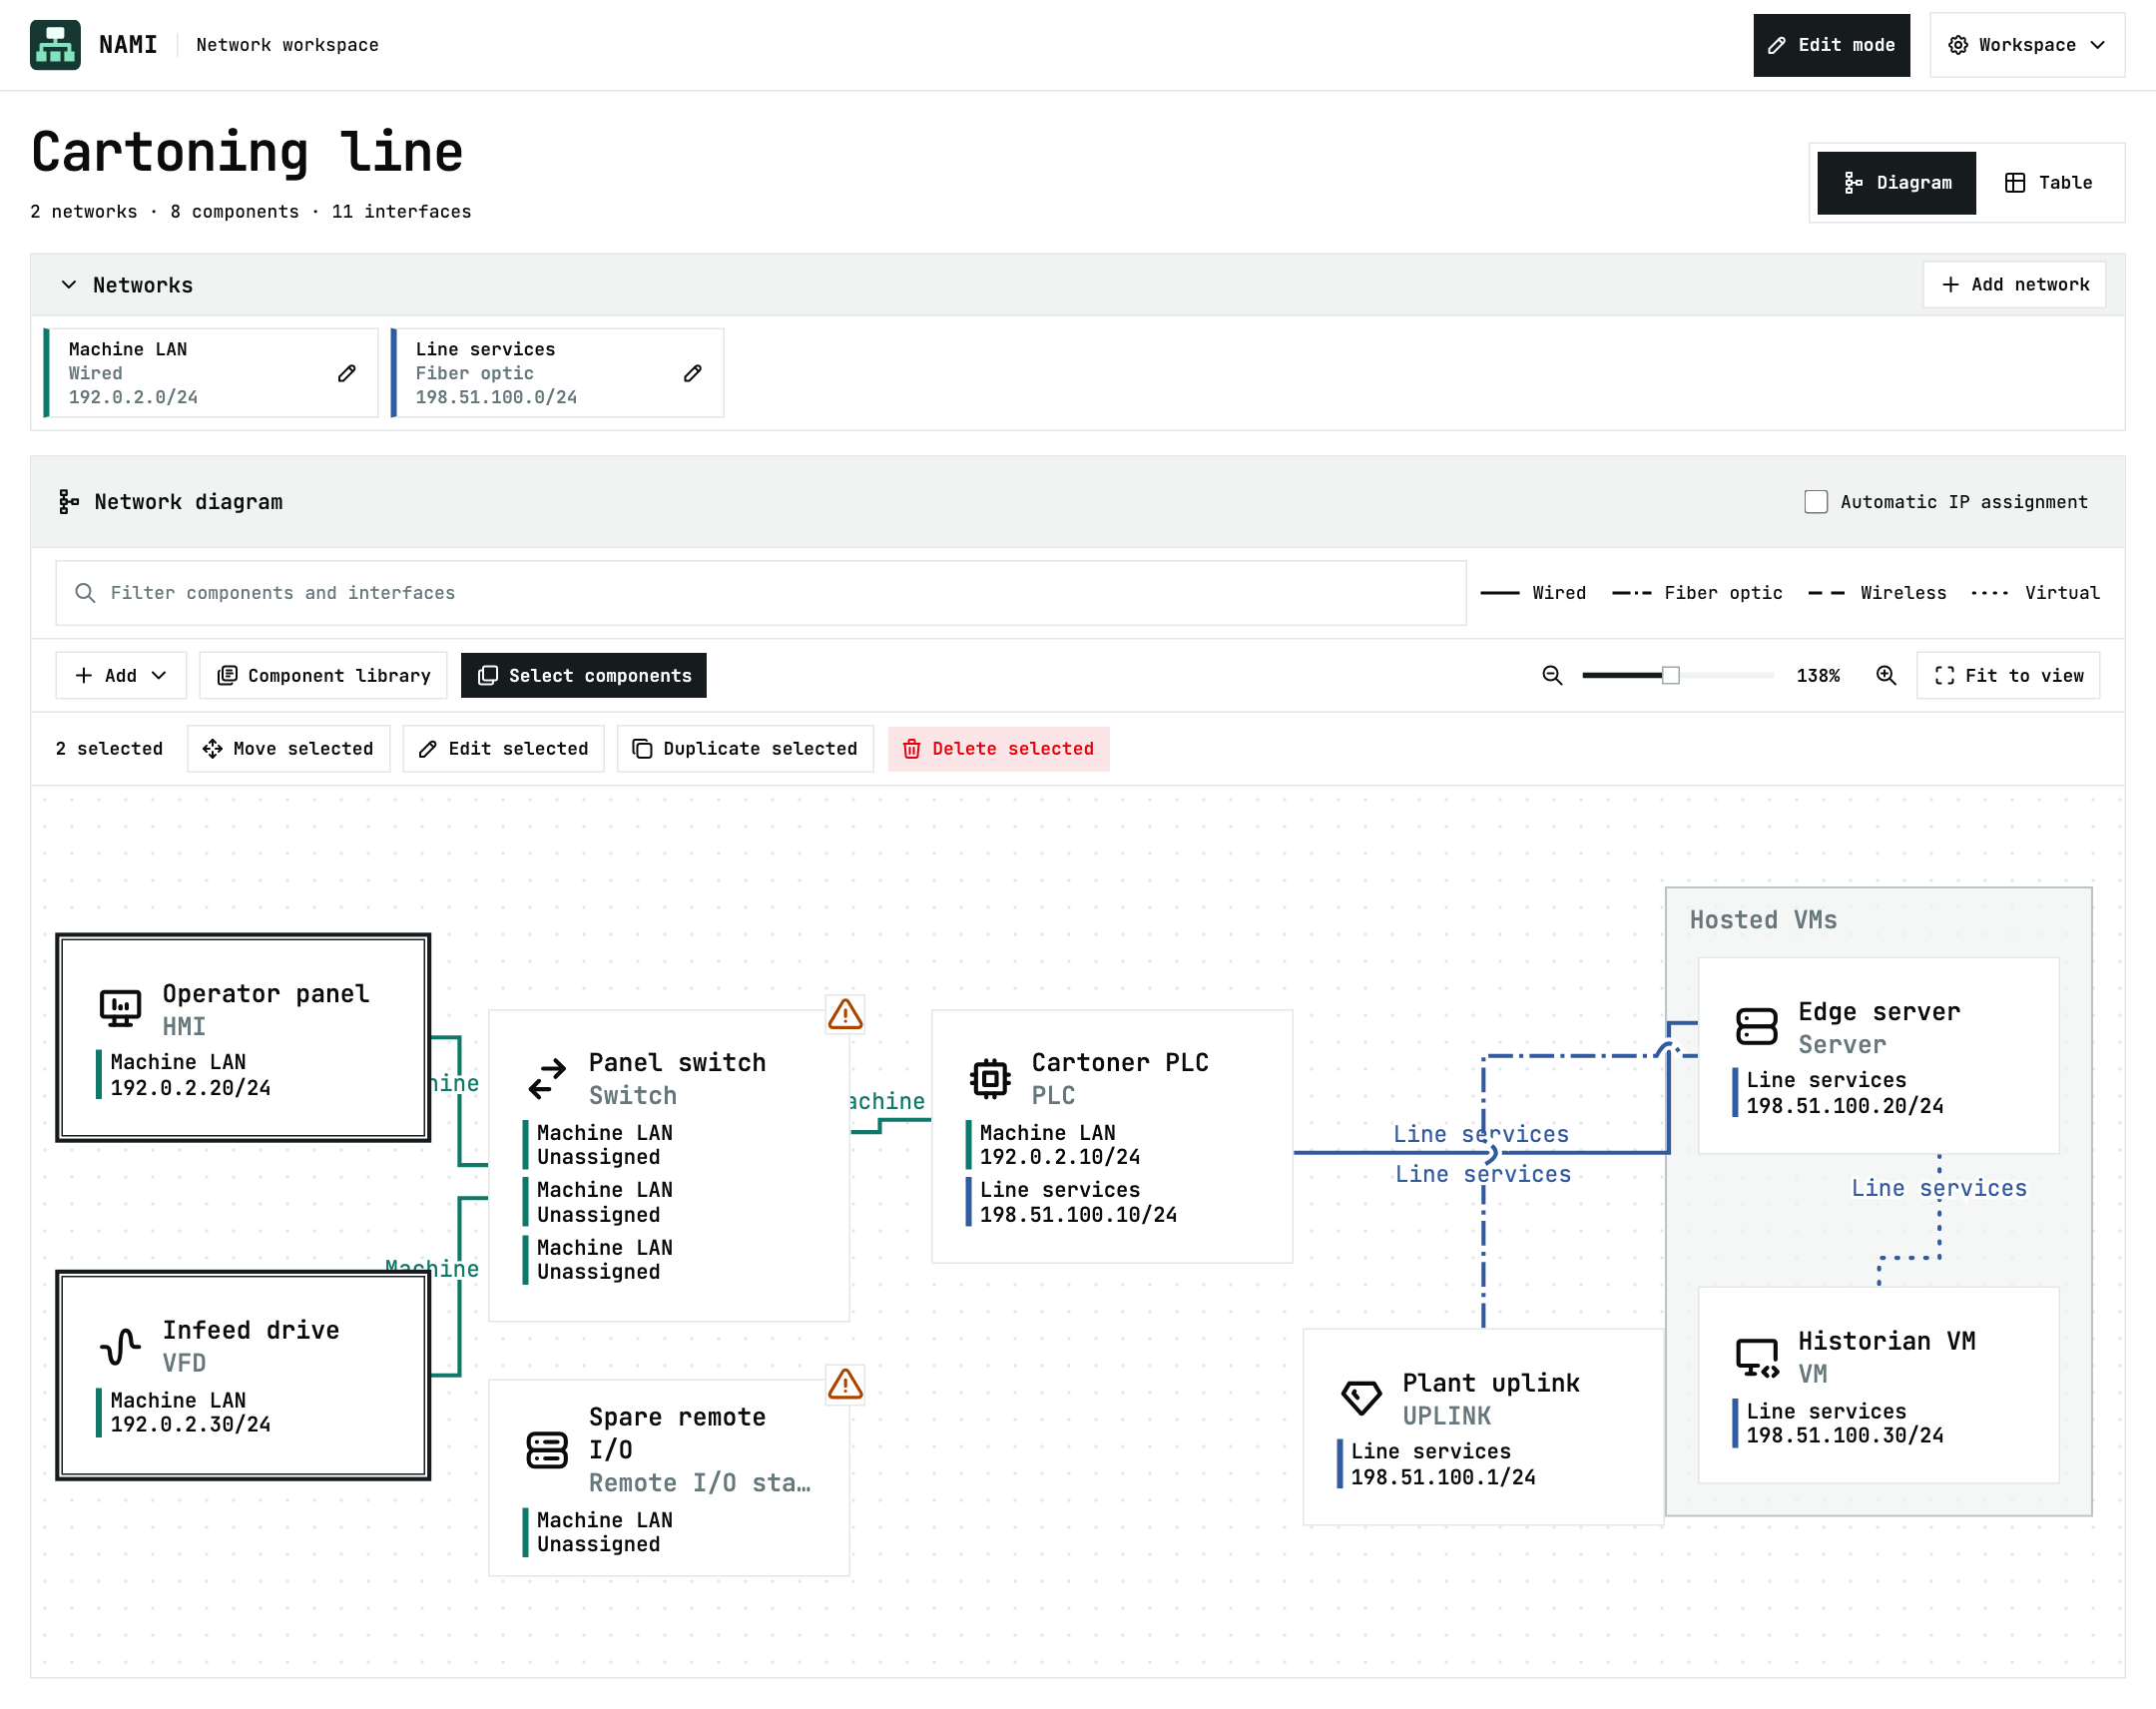 NAMI
Network workspace
Edit mode
Workspace
Cartoning line
2 networks · 8 components · 11 interfaces
Diagram
Table
Networks
Add network
Machine LAN
Wired
192.0.2.0/24
Line services
Fiber optic
198.51.100.0/24
Network diagram
Automatic IP assignment
Filter components and interfaces
Wired
Fiber optic
Wireless
Virtual
Add
Component library
Select components
138%
Fit to view
2 selected
Move selected
Edit selected
Duplicate selected
Delete selected
Operator panel
HMI
Machine LAN
192.0.2.20/24
Infeed drive
VFD
Machine LAN
192.0.2.30/24
Machine
Panel switch
Switch
Machine LAN
Unassigned
Machine LAN
Unassigned
Machine LAN
Unassigned
Spare remote
I/O
Remote I/O sta…
Machine LAN
Unassigned
Cartoner PLC
PLC
Machine LAN
192.0.2.10/24
Line services
198.51.100.10/24
Line services
Line services
Plant uplink
UPLINK
Line services
198.51.100.1/24
Hosted VMs
Edge server
Server
Line services
198.51.100.20/24
Line services
Historian VM
VM
Line services
198.51.100.30/24